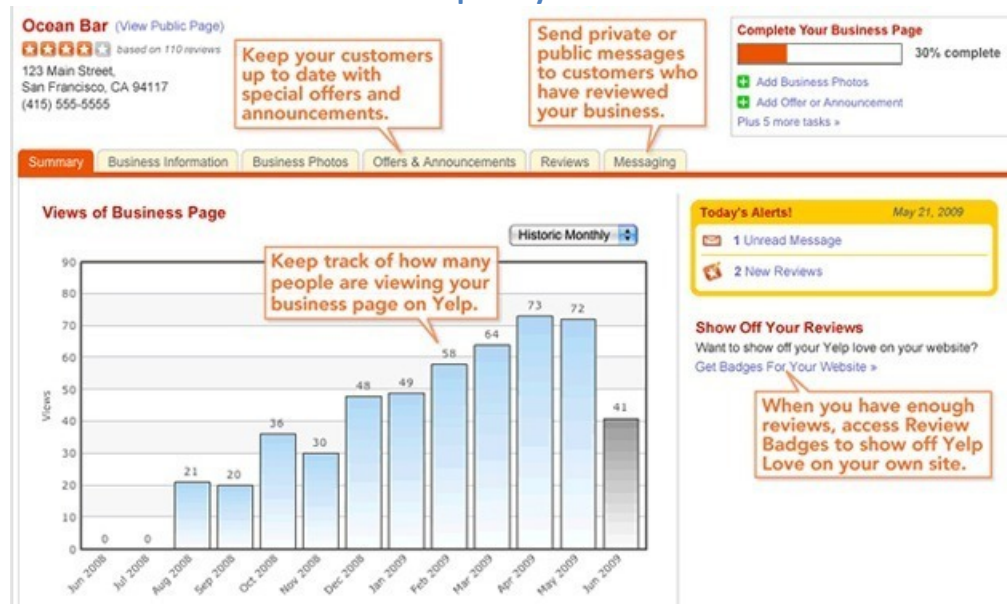 Ocean Bar (View Public Page)
based on 110 reviews
123 Main Street,
San Francisco, CA 94117
(415) 555-5555
Keep your customers
up to date with
special offers and
announcements.
Send private or
public messages
to customers who
have reviewed
your business.
Complete Your Business Page
30% complete
Add Business Photos
Add Offer or Announcement
Plus 5 more tasks »
Summary
Business Information
Business Photos
Offers & Announcements
Reviews
Messaging
Views of Business Page
Historic Monthly
Keep track of how many
people are viewing your
business page on Yelp.
Views
90
80
70
60
50
40
30
20
10
0
0
0
21
20
36
30
48
49
58
64
73
72
41
Jun 2008
Jul 2008
Aug 2008
Sep 2008
Oct 2008
Nov 2008
Dec 2008
Jan 2009
Feb 2009
Mar 2009
Apr 2009
May 2009
Jun 2009
Today's Alerts!
May 21, 2009
1 Unread Message
2 New Reviews
Show Off Your Reviews
Want to show off your Yelp love on your website?
Get Badges For Your Website »
When you have enough
reviews, access Review
Badges to show off Yelp
Love on your own site.